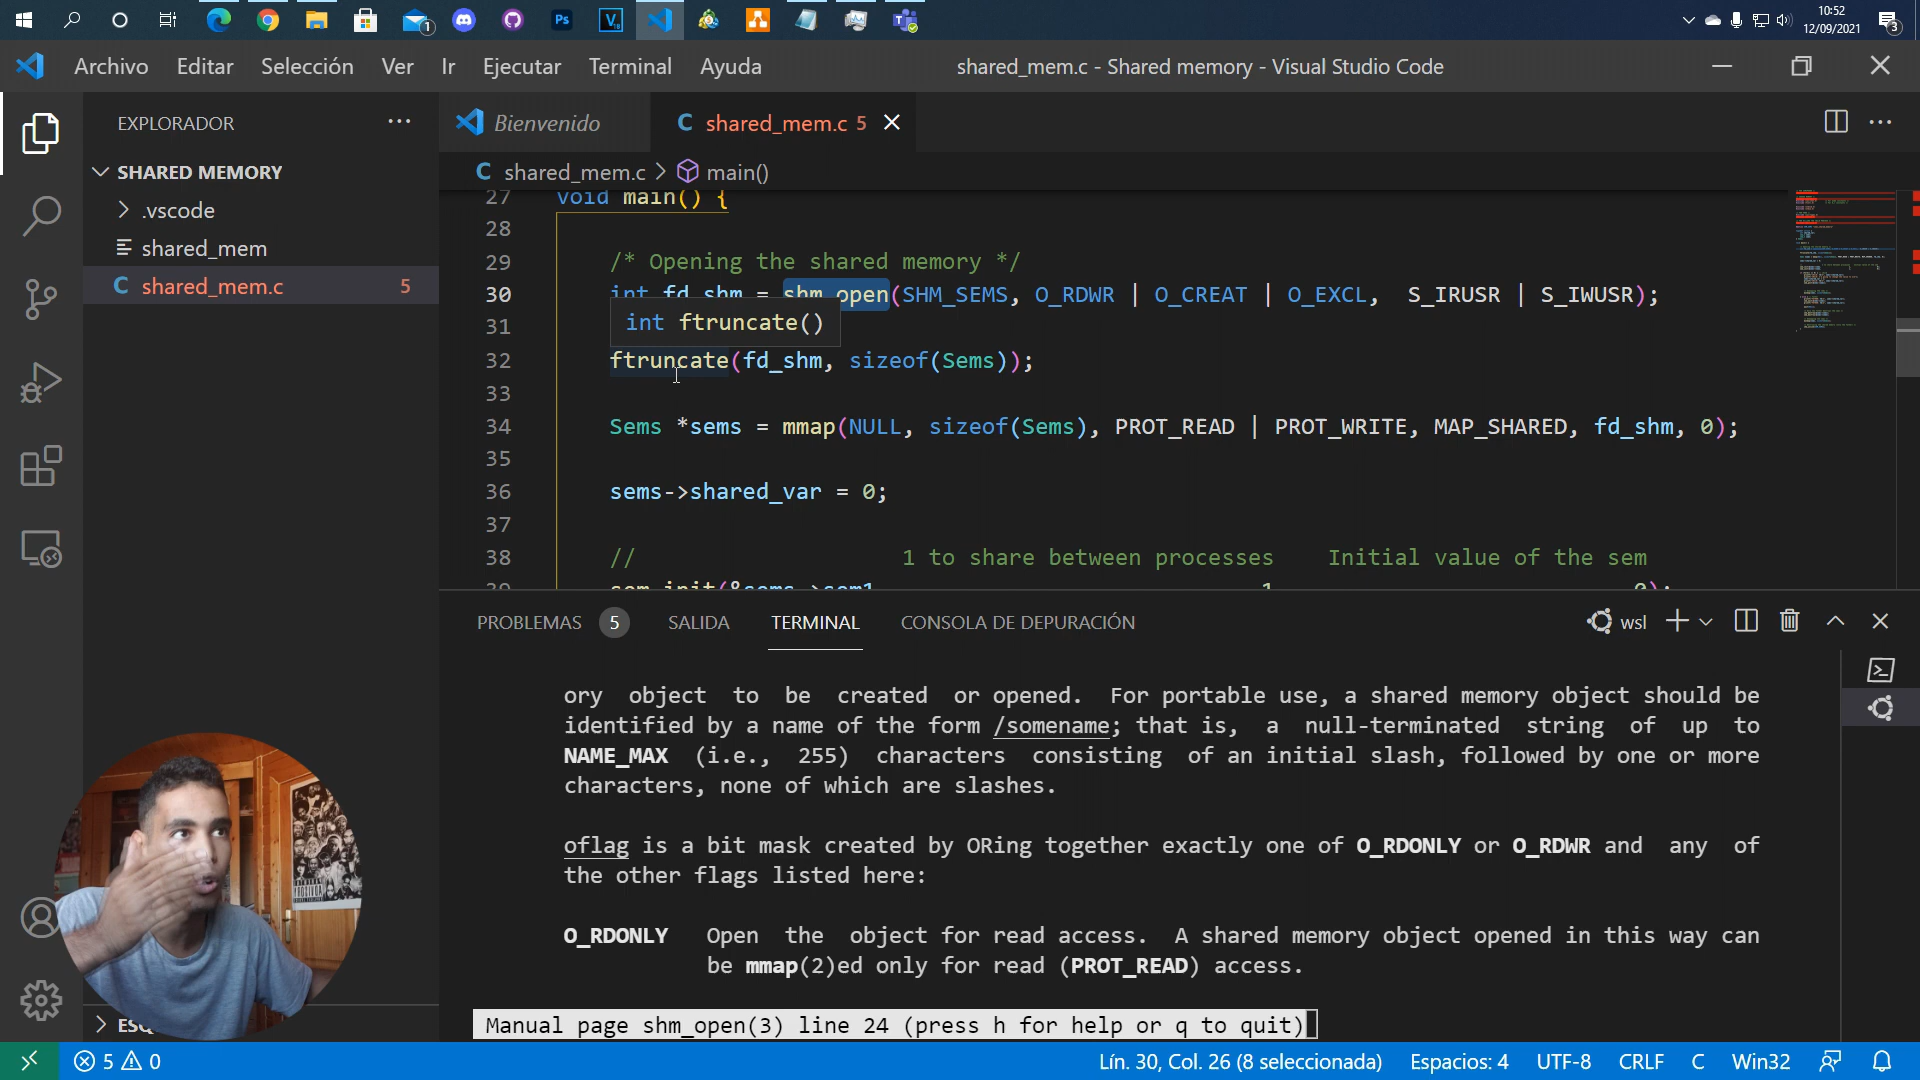 Ps
1
10:52
12/09/2021
3
Archivo Editar Selección Ver Ir Ejecutar Terminal Ayuda
shared_mem.c - Shared memory - Visual Studio Code
EXPLORADOR
Bienvenido
shared_mem.c 5
SHARED MEMORY
.vscode
shared_mem
C shared_mem.c 5
C shared_mem.c > main()
27 void main() {
28
29 /* Opening the shared memory */
30 int fd_shm = shm_open(SHM_SEMS, O_RDWR | O_CREAT | O_EXCL, S_IRUSR | S_IWUSR);
31
int ftruncate()
32 ftruncate(fd_shm, sizeof(Sems));
33
34 Sems *sems = mmap(NULL, sizeof(Sems), PROT_READ | PROT_WRITE, MAP_SHARED, fd_shm, 0);
35
36 sems->shared_var = 0;
37
38 // 1 to share between processes Initial value of the sem
39 sem_init(&sems->sem1 1 0);
PROBLEMAS 5 SALIDA TERMINAL CONSOLA DE DEPURACIÓN
wsl
ory object to be created or opened. For portable use, a shared memory object should be
identified by a name of the form /somename; that is, a null-terminated string of up to
NAME_MAX (i.e., 255) characters consisting of an initial slash, followed by one or more
characters, none of which are slashes.
oflag is a bit mask created by ORing together exactly one of O_RDONLY or O_RDWR and any of
the other flags listed here:
O_RDONLY Open the object for read access. A shared memory object opened in this way can
be mmap(2)ed only for read (PROT_READ) access.
Manual page shm_open(3) line 24 (press h for help or q to quit)
5 0
Lín. 30, Col. 26 (8 seleccionada) Espacios: 4 UTF-8 CRLF C Win32